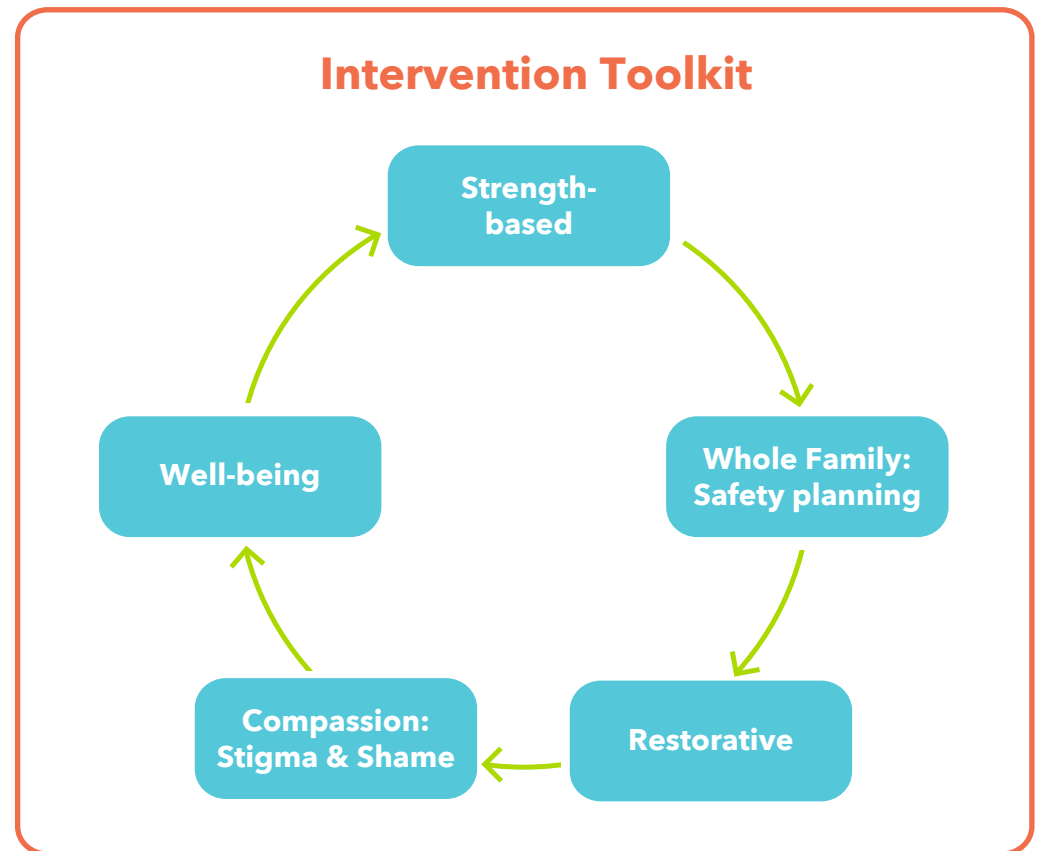 Intervention Toolkit
Strength-
based
Whole Family:
Safety planning
Restorative
Compassion:
Stigma & Shame
Well-being